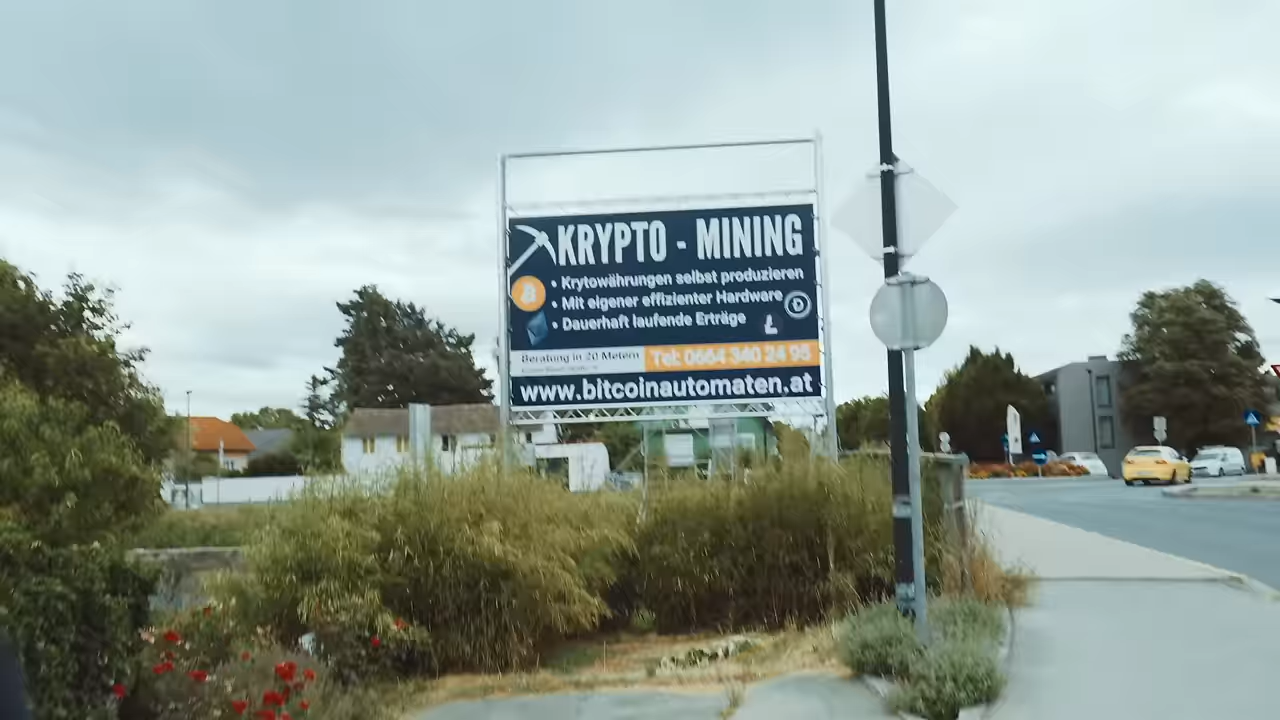 KRYPTO - MINING
• Krytowährungen selbst produzieren
• Mit eigener effizienter Hardware
• Dauerhaft laufende Erträge
Beratung in 20 Metern
Tel: 0664 340 24 95
www.bitcoinautomaten.at